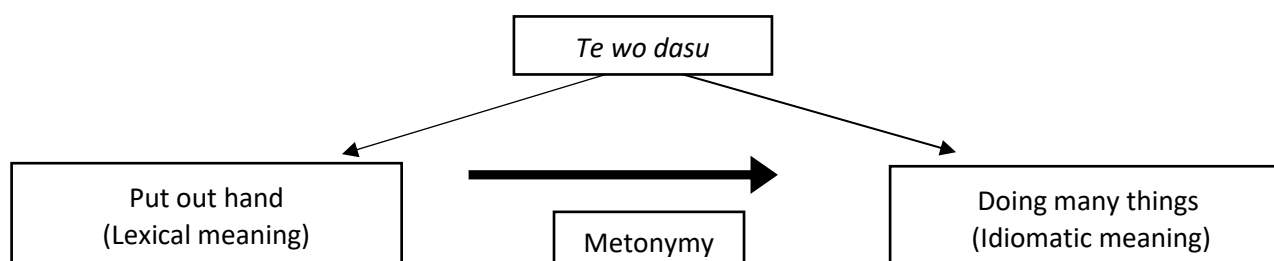 Te wo dasu
Put out hand
(Lexical meaning)
Metonymy
Doing many things
(Idiomatic meaning)